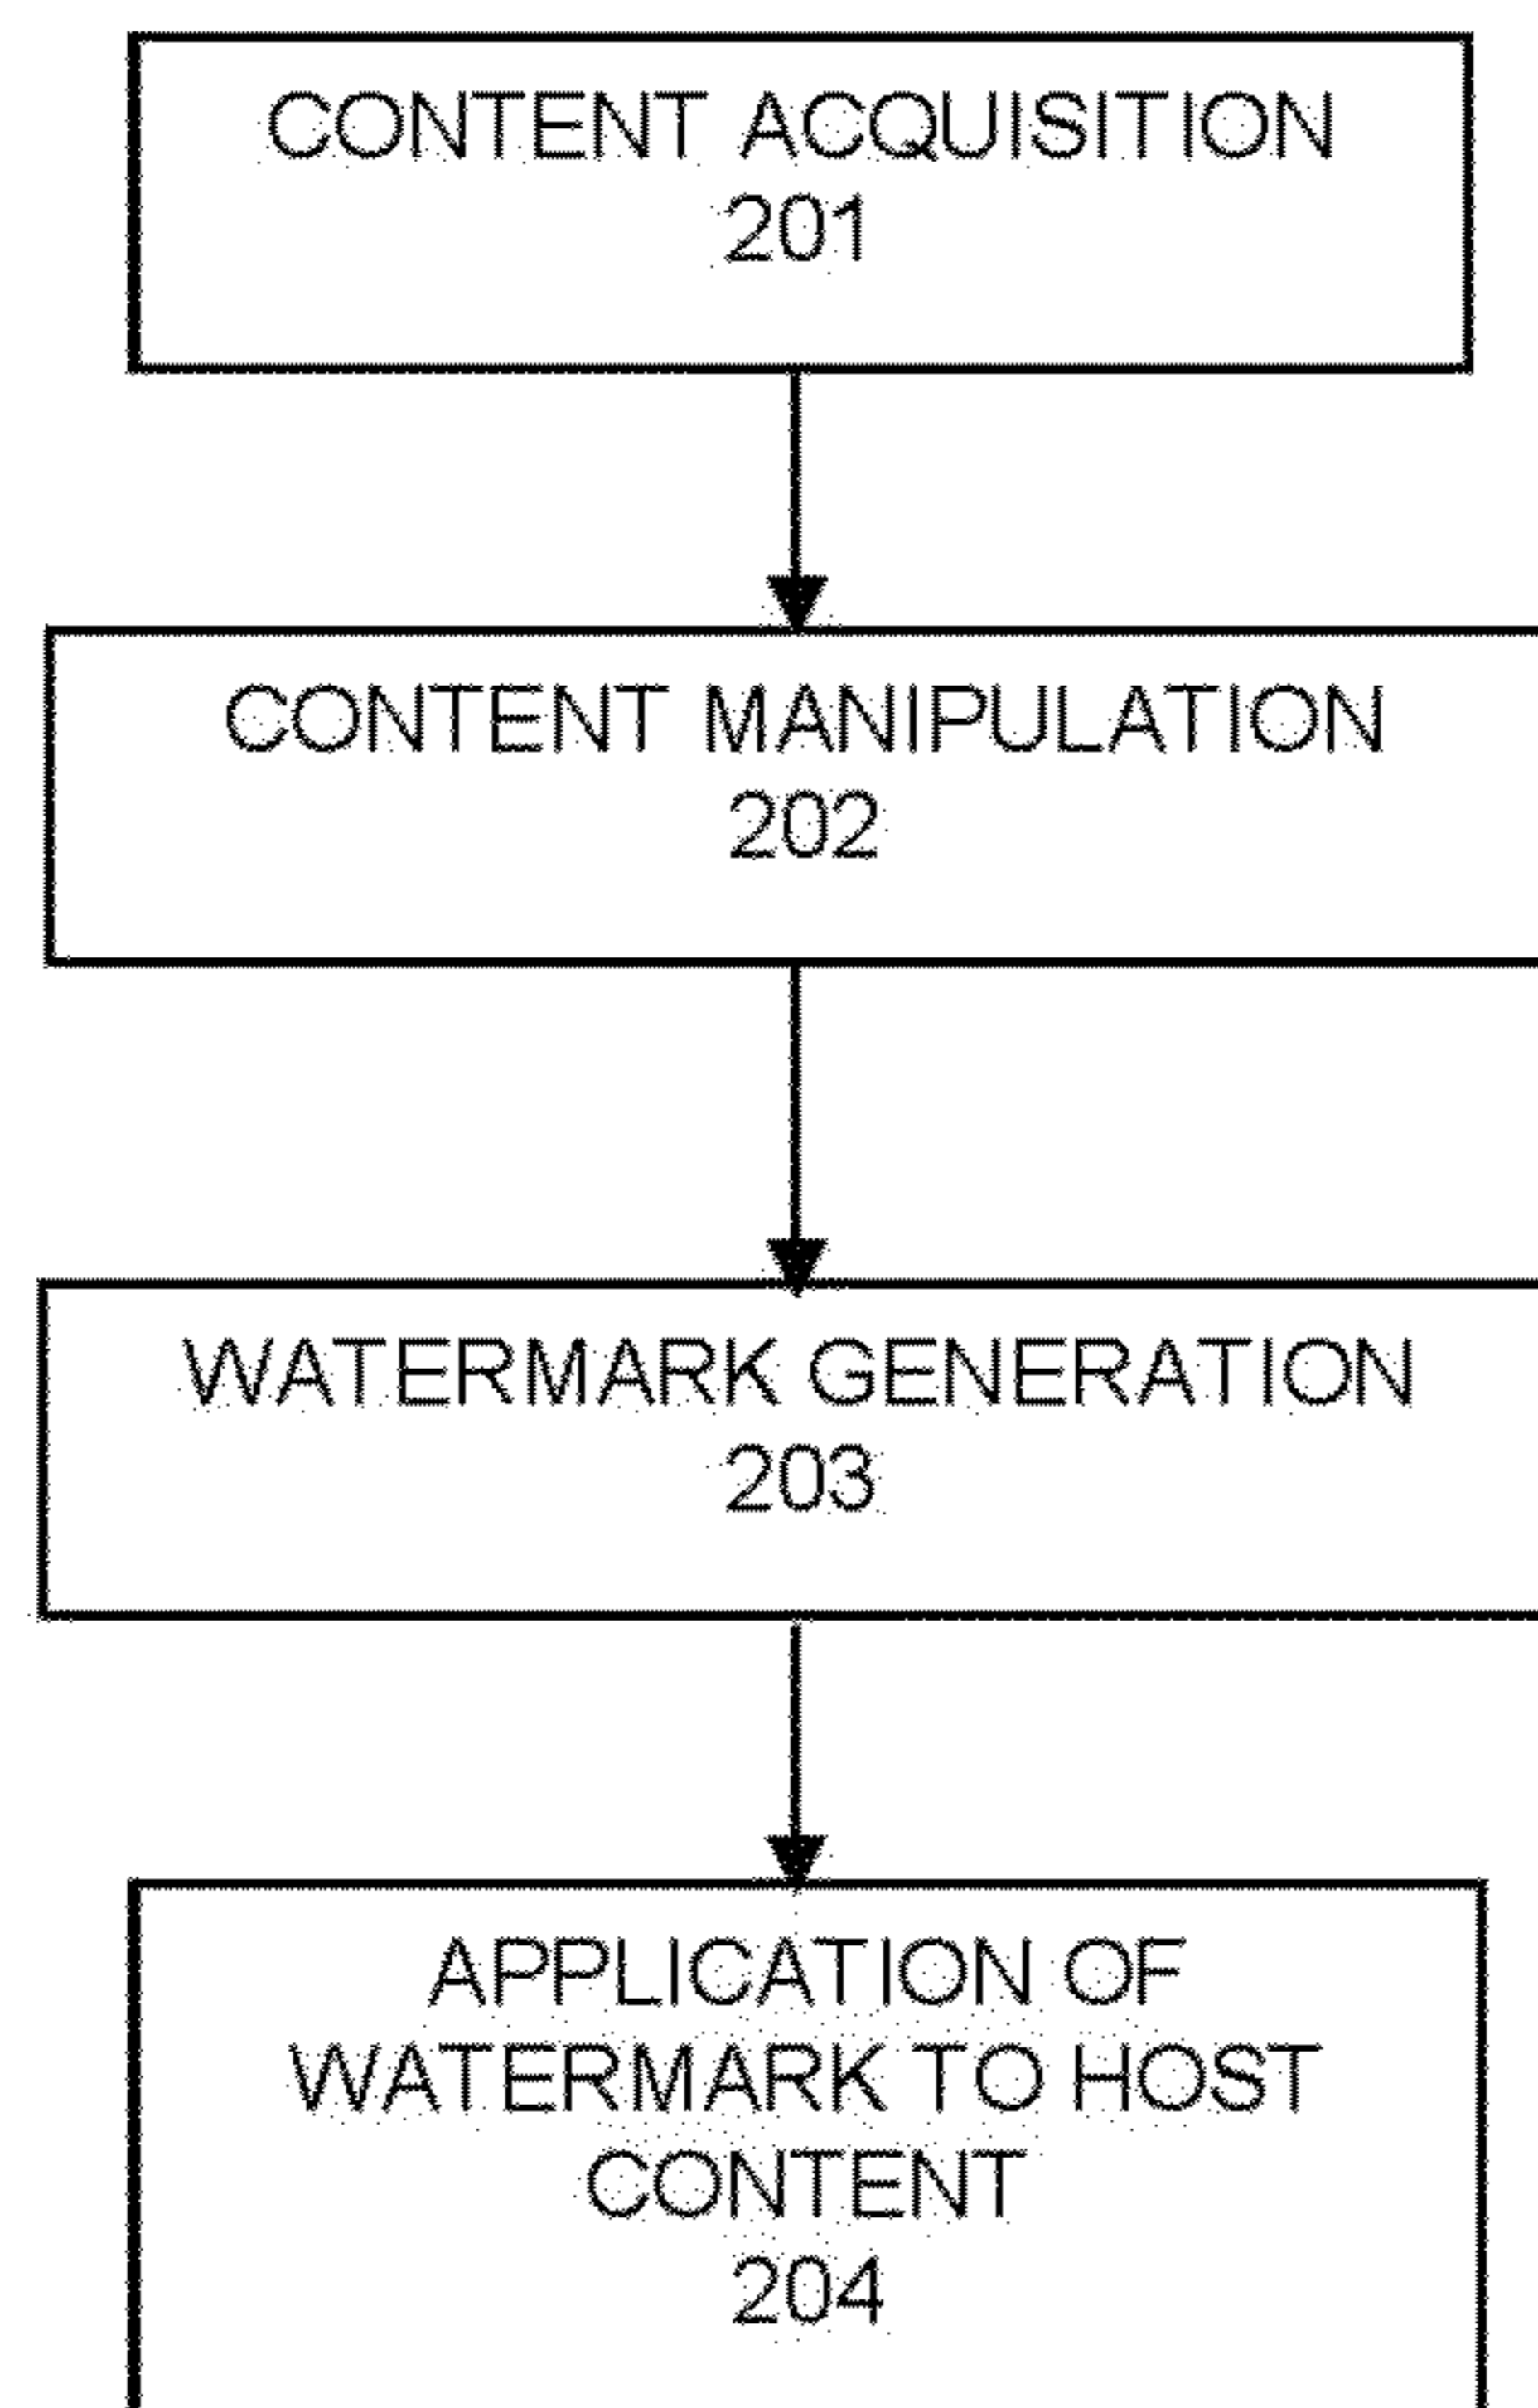 CONTENT ACQUISITION
201
CONTENT MANIPULATION
202
WATERMARK GENERATION
203
APPLICATION OF
WATERMARK TO HOST
CONTENT
204